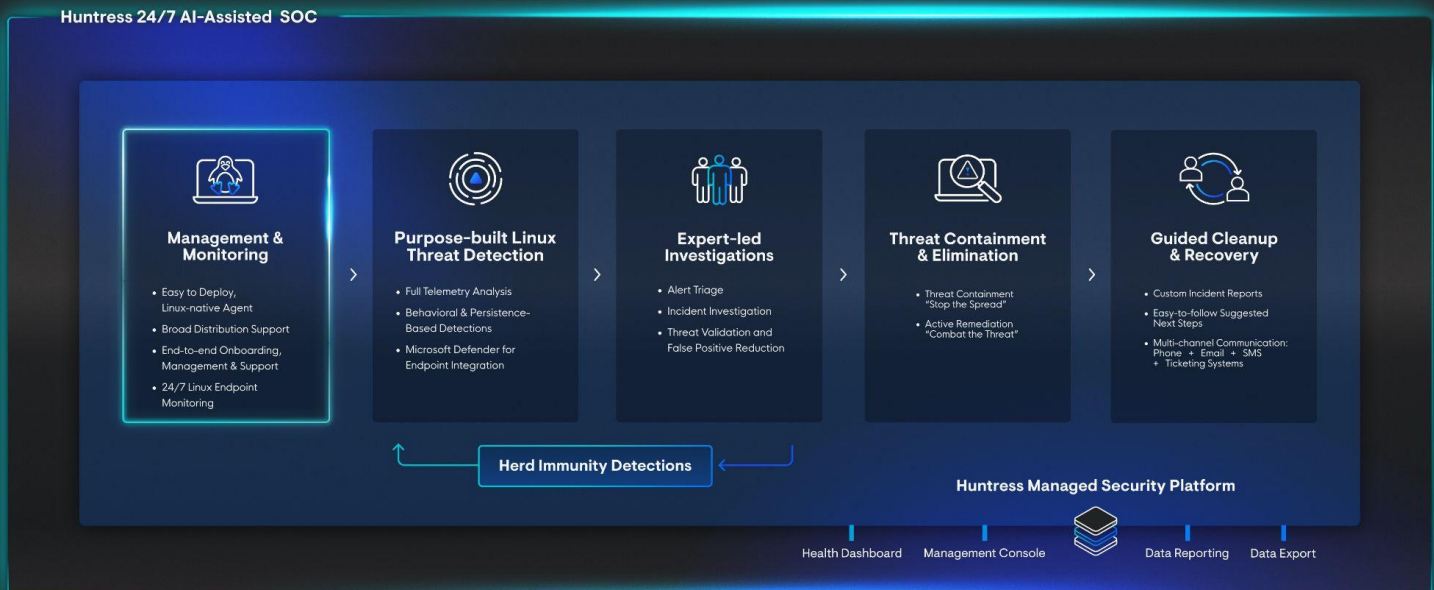 Huntress 24/7 AI-Assisted SOC
Management &
Monitoring
• Easy to Deploy,
Linux-native Agent
• Broad Distribution Support
• End-to-end Onboarding,
Management & Support
• 24/7 Linux Endpoint
Monitoring
Purpose-built Linux
Threat Detection
• Full Telemetry Analysis
• Behavioral & Persistence-
Based Detections
• Microsoft Defender for
Endpoint Integration
Expert-led
Investigations
• Alert Triage
• Incident Investigation
• Threat Validation and
False Positive Reduction
Threat Containment
& Elimination
• Threat Containment
“Stop the Spread”
• Active Remediation
“Combat the Threat”
Guided Cleanup
& Recovery
• Custom Incident Reports
• Easy-to-follow Suggested
Next Steps
• Multi-channel Communication:
Phone + Email + SMS
+ Ticketing Systems
Herd Immunity Detections
Huntress Managed Security Platform
Health Dashboard
Management Console
Data Reporting
Data Export